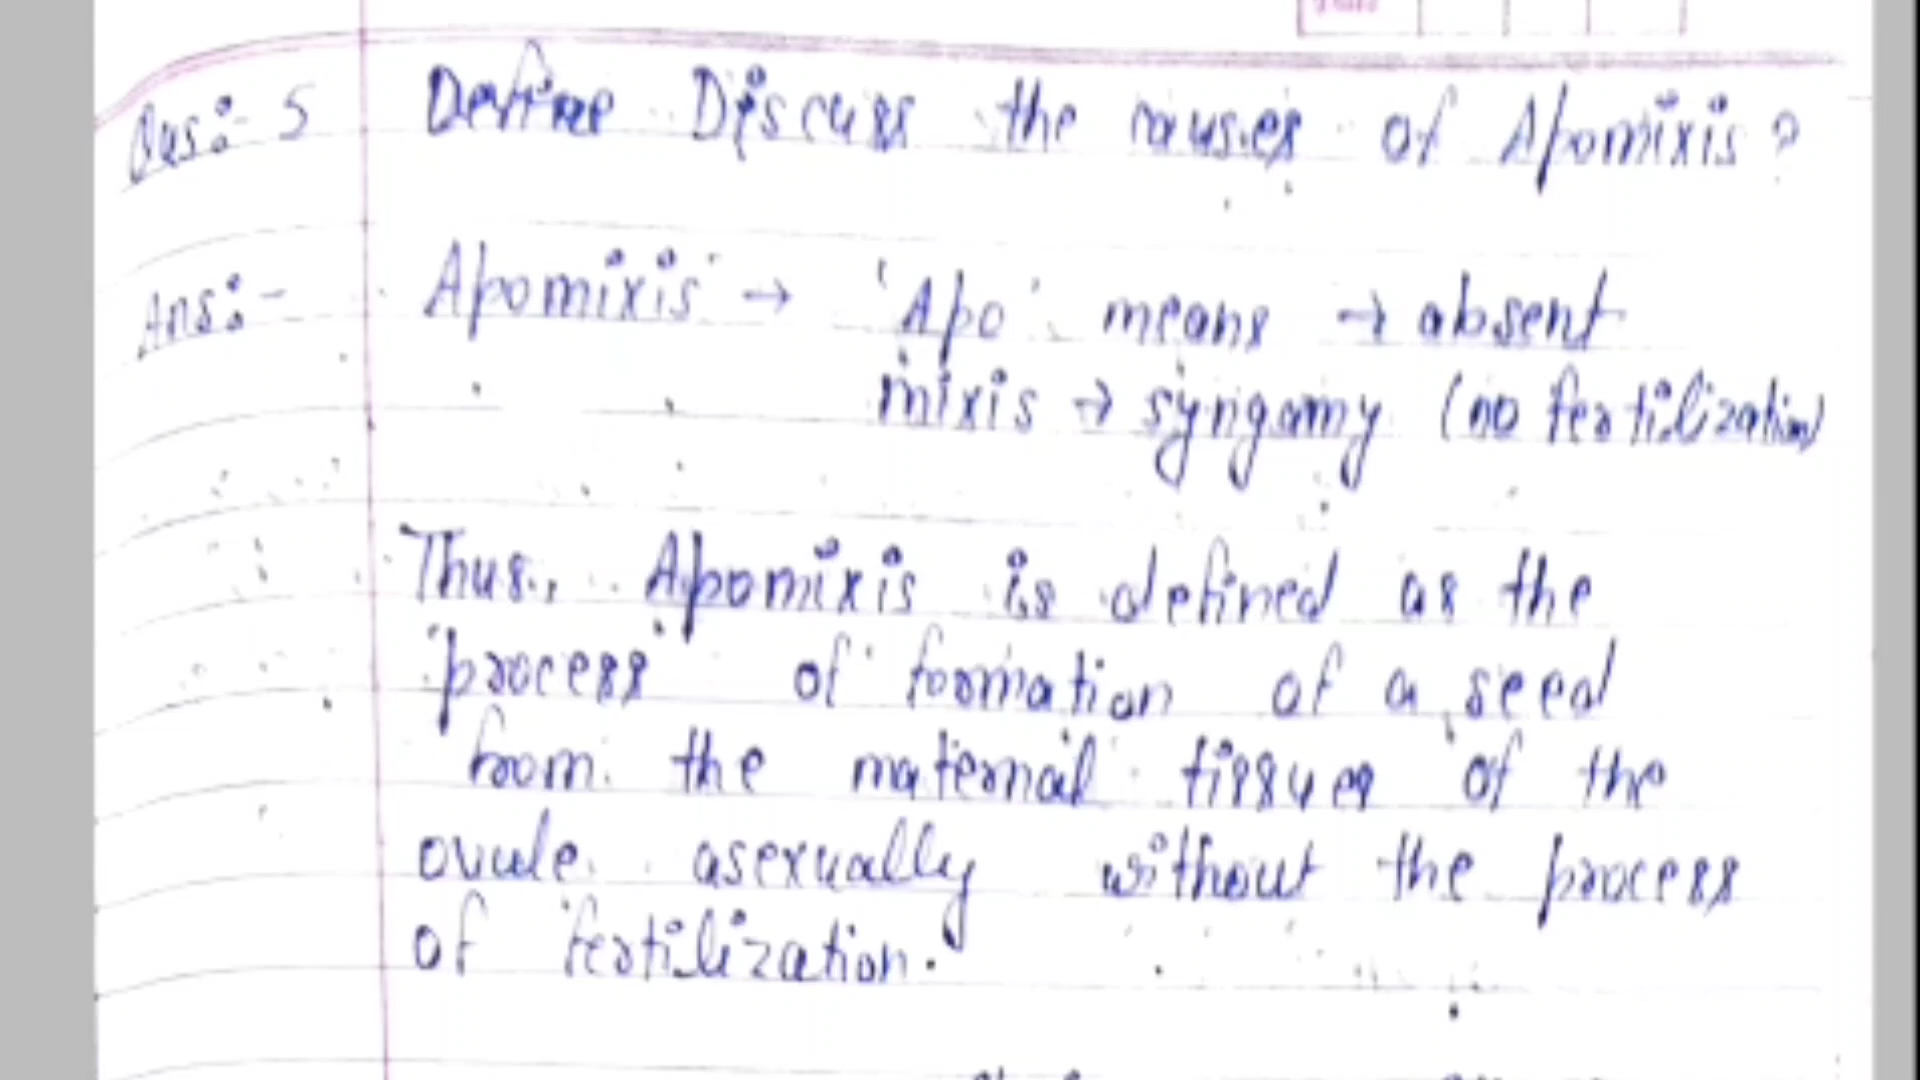 Ques:- 5 Define Discuss the causes of Apomixis?
Ans:- Apomixis → 'Apo' means → absent
mixis → syngamy (no fertilization)
Thus, Apomixis is defined as the
"process" of formation of a seed
from the maternal tissues of the
ovule asexually without the process
of fertilization.